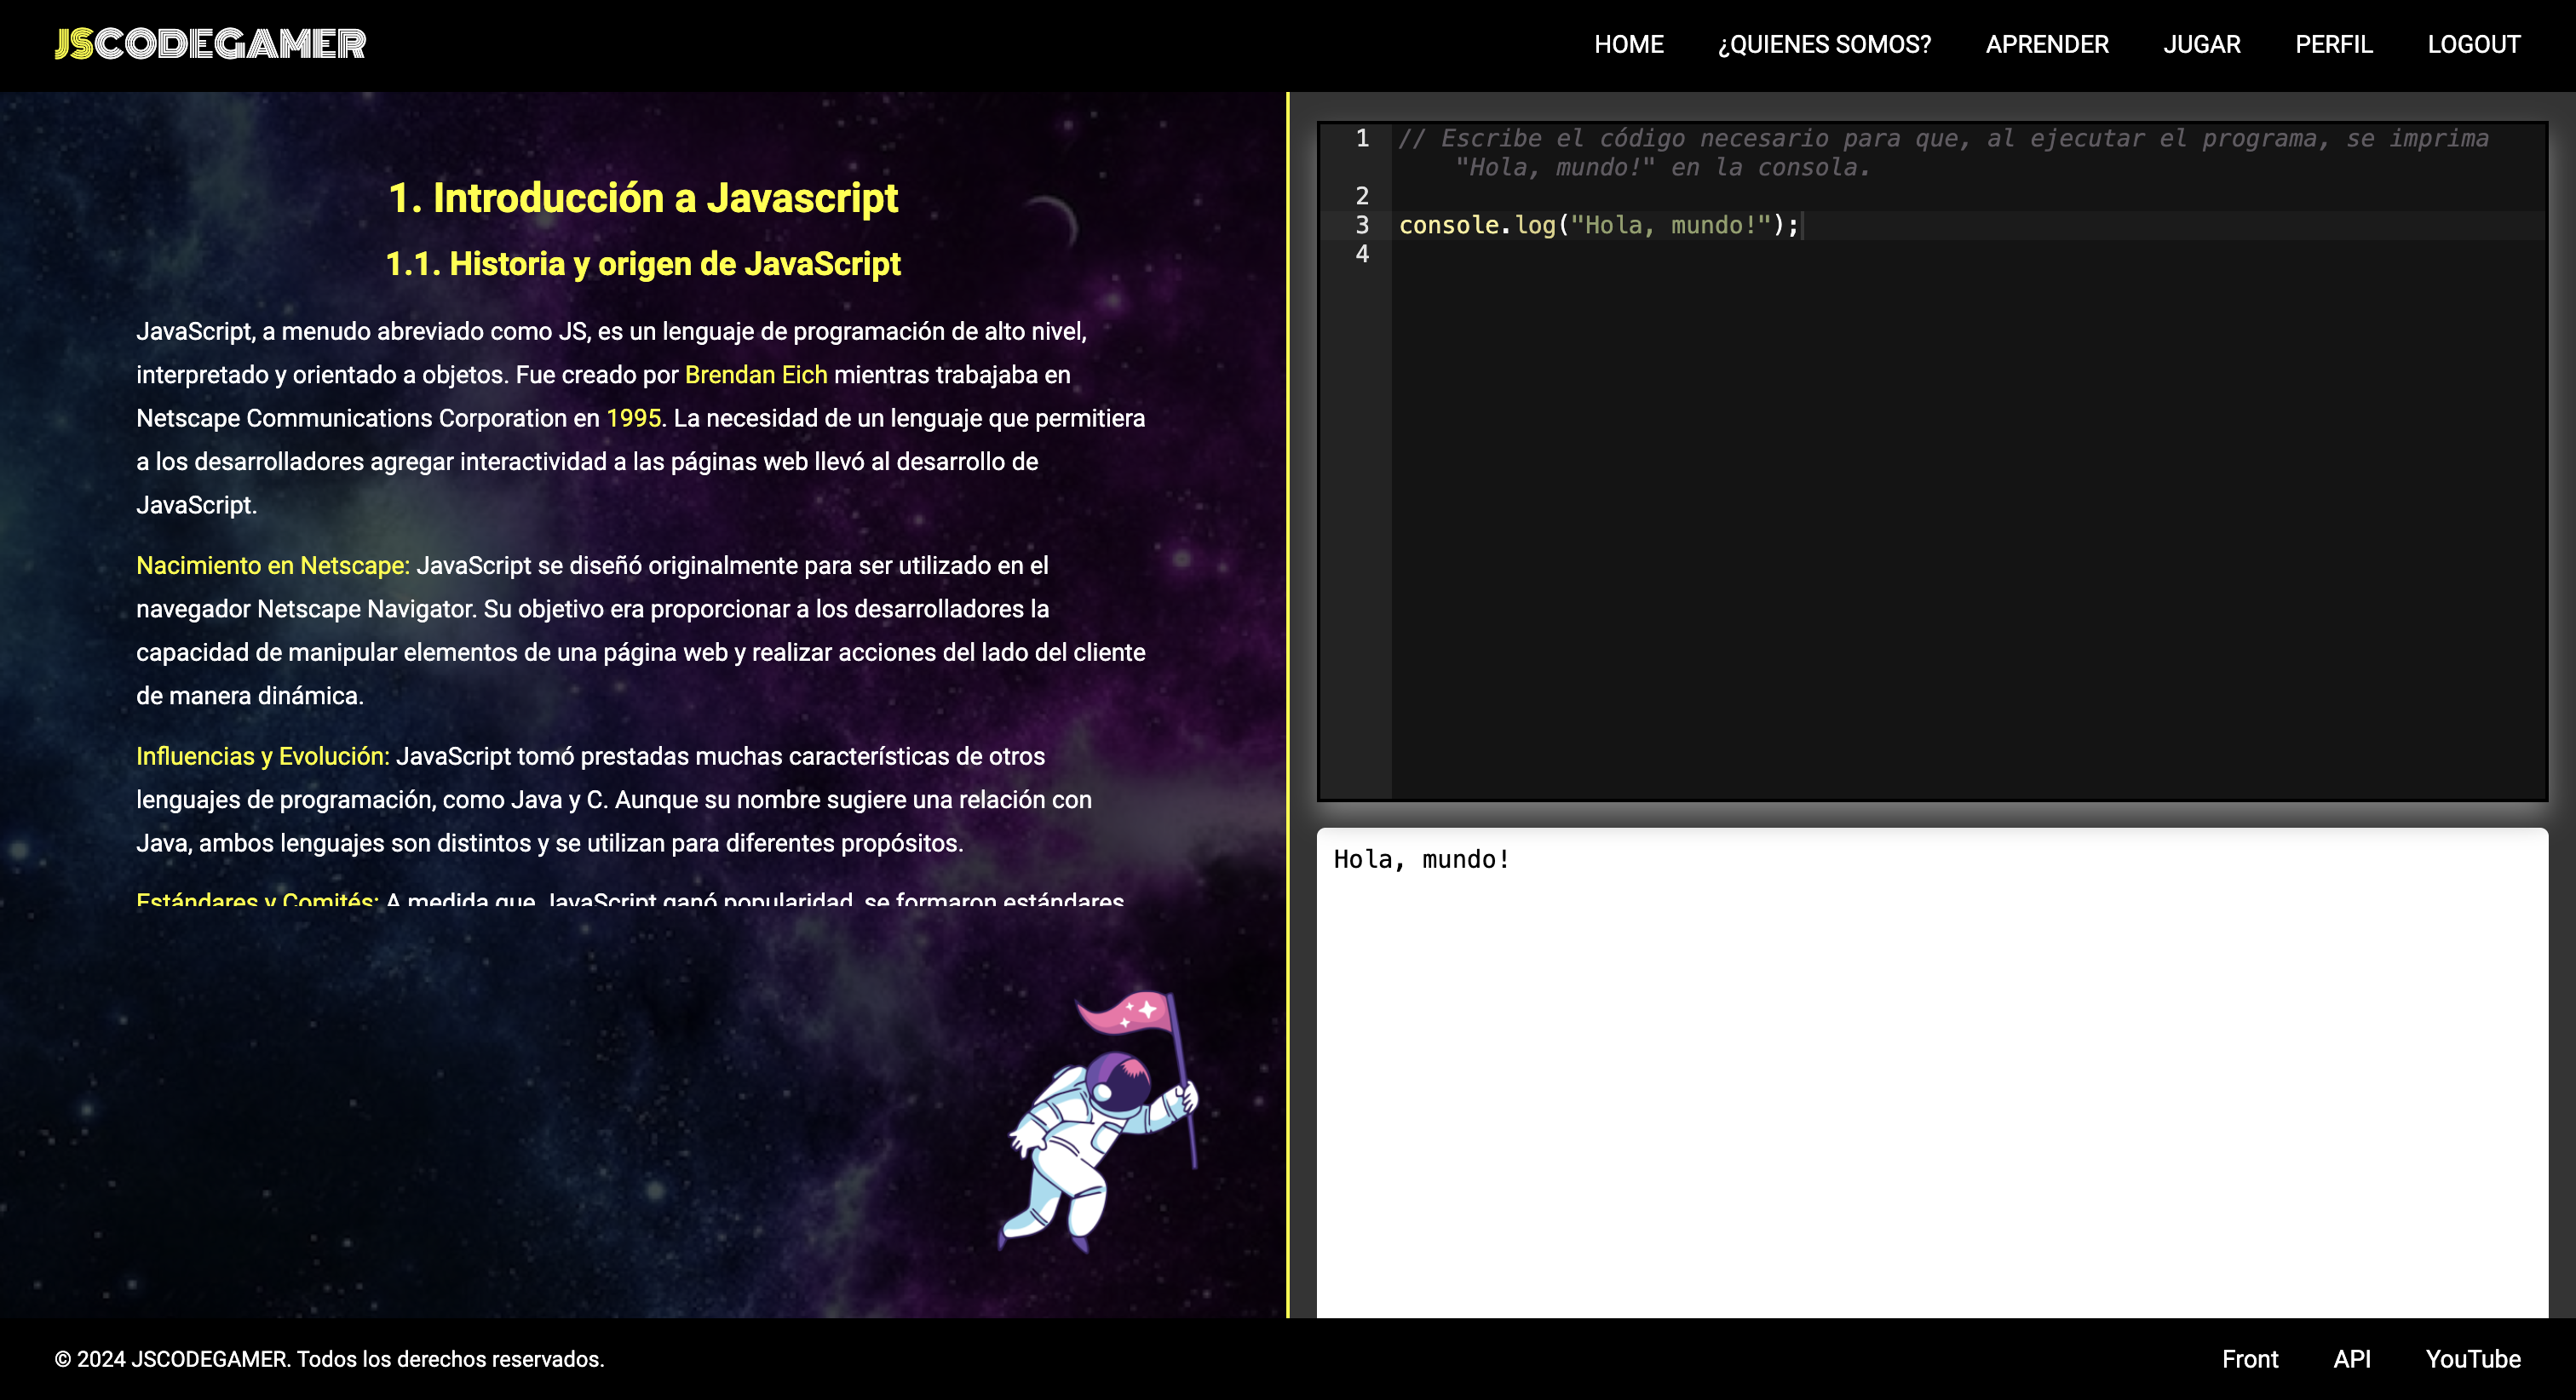 JSCODEGAMER
HOME ¿QUIENES SOMOS? APRENDER JUGAR PERFIL LOGOUT
1. Introducción a Javascript
1.1. Historia y origen de JavaScript
JavaScript, a menudo abreviado como JS, es un lenguaje de programación de alto nivel,
interpretado y orientado a objetos. Fue creado por Brendan Eich mientras trabajaba en
Netscape Communications Corporation en 1995. La necesidad de un lenguaje que permitiera
a los desarrolladores agregar interactividad a las páginas web llevó al desarrollo de
JavaScript.
Nacimiento en Netscape: JavaScript se diseñó originalmente para ser utilizado en el
navegador Netscape Navigator. Su objetivo era proporcionar a los desarrolladores la
capacidad de manipular elementos de una página web y realizar acciones del lado del cliente
de manera dinámica.
Influencias y Evolución: JavaScript tomó prestadas muchas características de otros
lenguajes de programación, como Java y C. Aunque su nombre sugiere una relación con
Java, ambos lenguajes son distintos y se utilizan para diferentes propósitos.
Estándares y Comités: A medida que JavaScript ganó popularidad, se formaron estándares
1 // Escribe el código necesario para que, al ejecutar el programa, se imprima
"Hola, mundo!" en la consola.
2
3 console.log("Hola, mundo!");
4
Hola, mundo!
© 2024 JSCODEGAMER. Todos los derechos reservados.
Front API YouTube